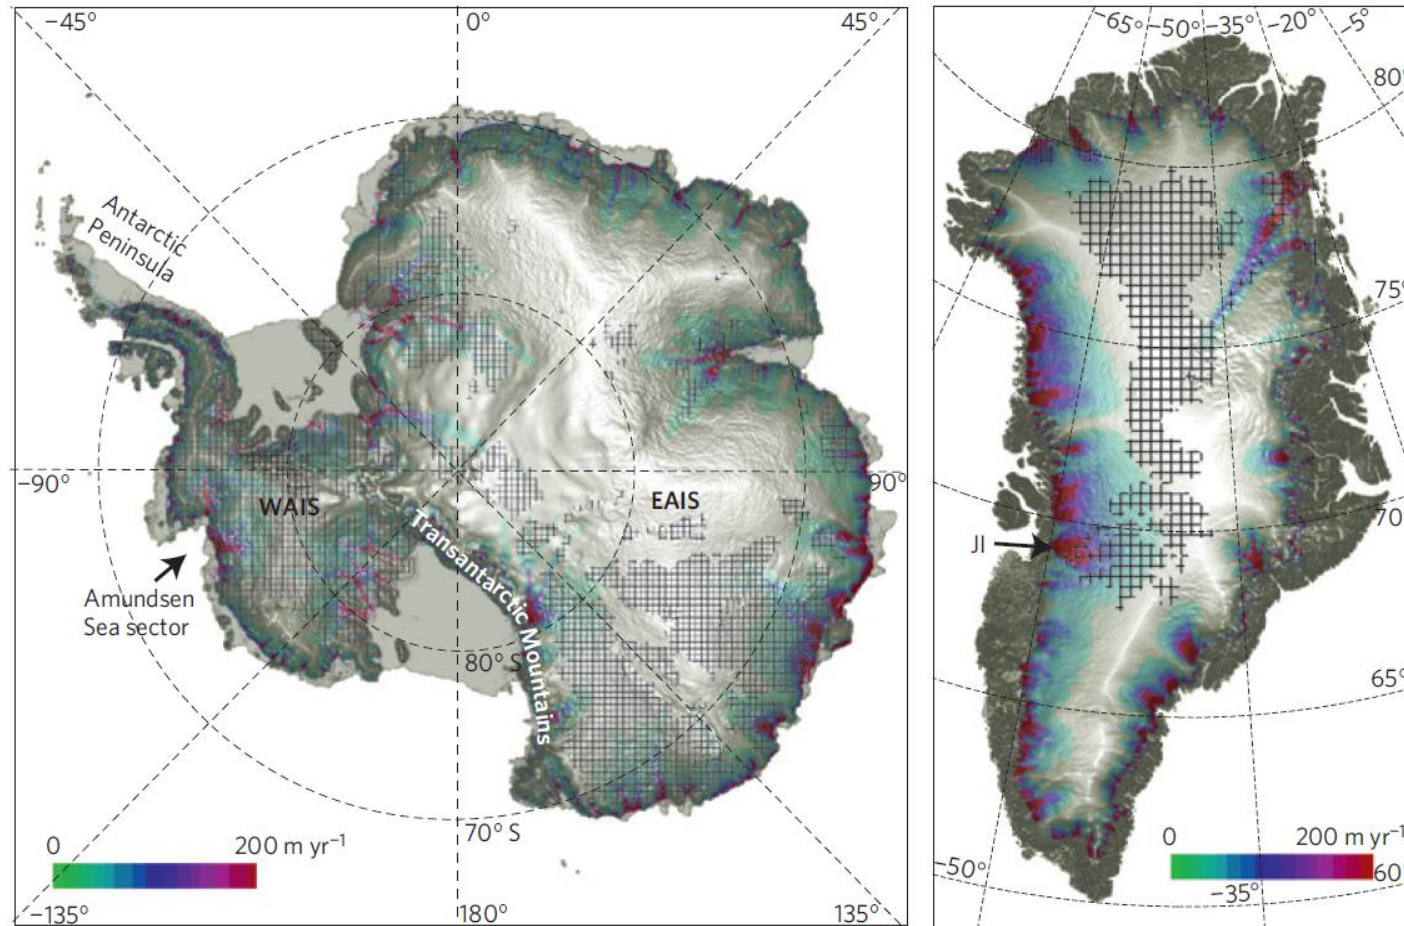 −45°
0°
45°
Antarctic
Peninsula
−90°
WAIS
EAIS
90°
Transantarctic Mountains
Amundsen
Sea sector
80° S
70° S
0
200 m yr⁻¹
−135°
180°
135°
−65°
−50°
−35°
−20°
−5°
80°
75°
70°
JI
65°
0
200 m yr⁻¹
60
−50°
−35°